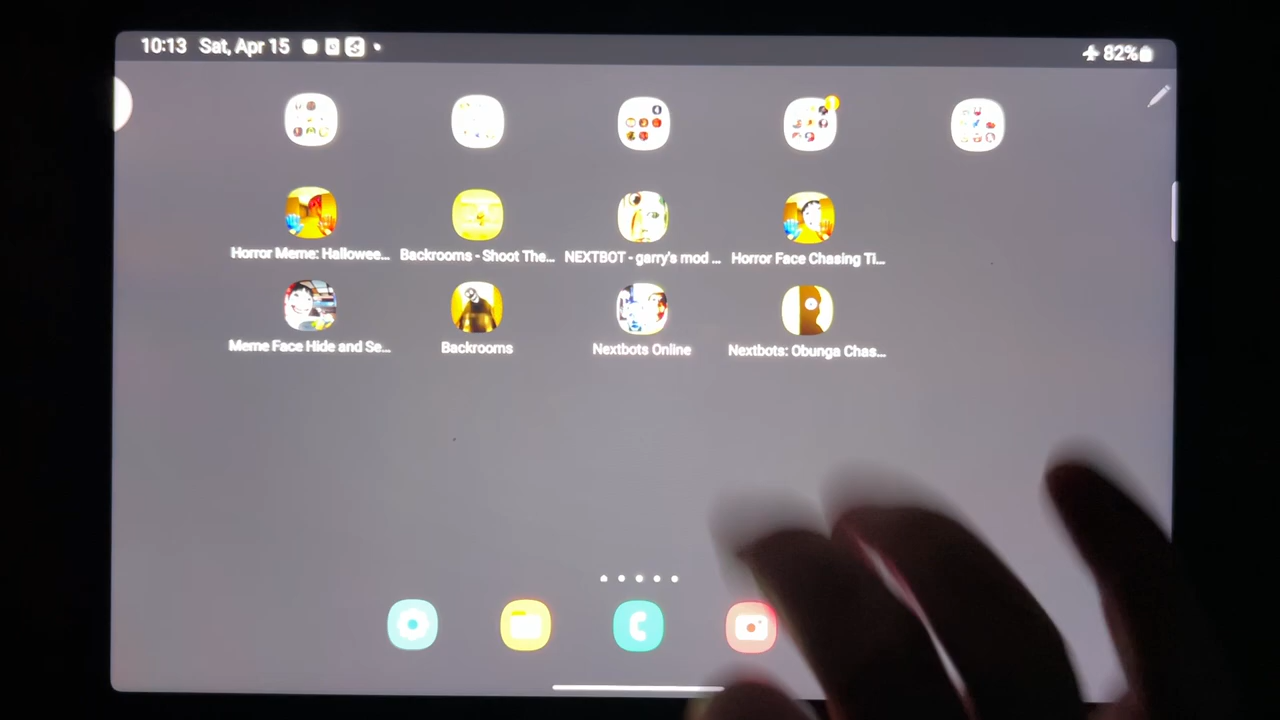 10:13 Sat, Apr 15 82%
Horror Meme: Hallowee... Backrooms - Shoot The... NEXTBOT - garry's mod ... Horror Face Chasing Ti...
Meme Face Hide and Se... Backrooms Nextbots Online Nextbots: Obunga Chas...